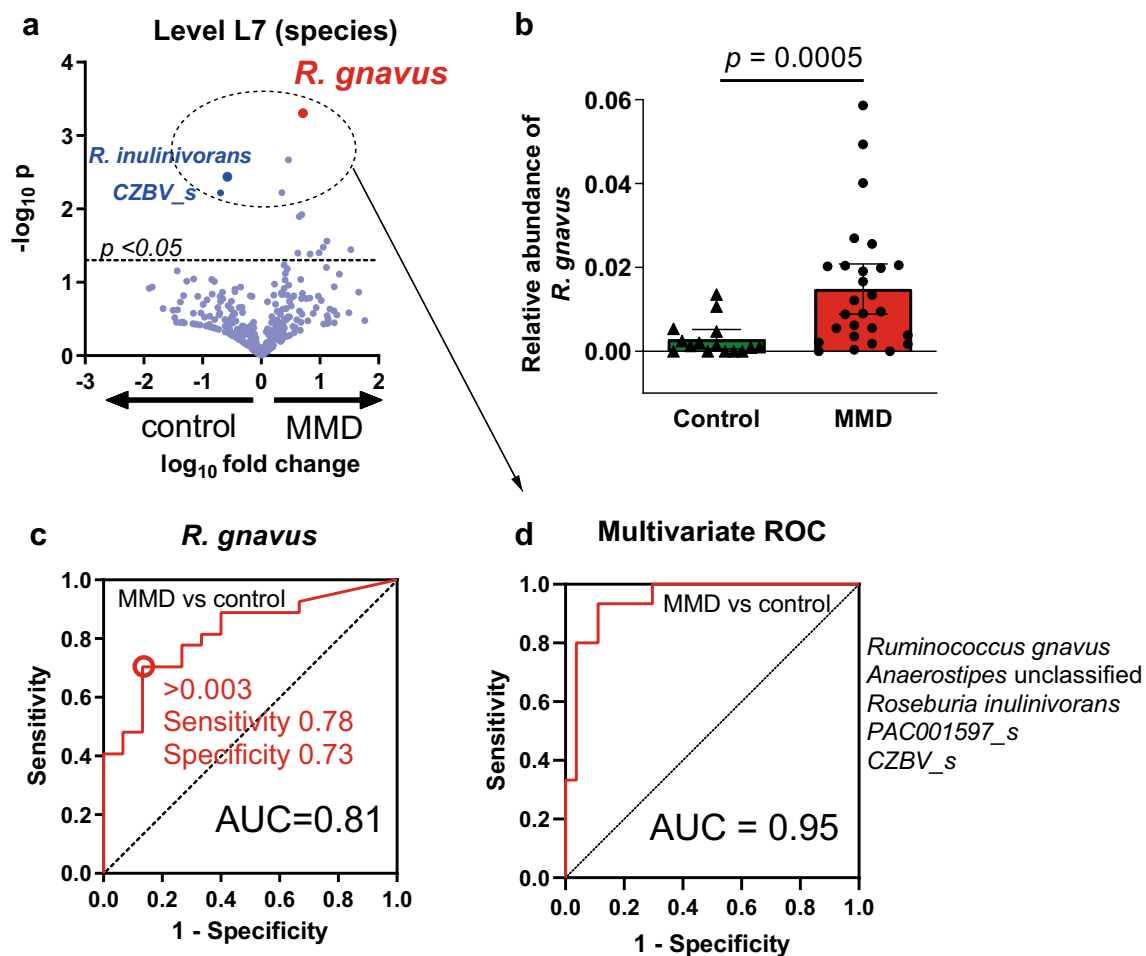 a
Level L7 (species)
R. gnavus
R. inulinivorans
CZBV_s
p <0.05
-log10 p
4
3
2
1
0
-3 -2 -1 0 1 2
control MMD
log10 fold change
b
p = 0.0005
Relative abundance of
R. gnavus
0.06
0.04
0.02
0.00
Control MMD
c
R. gnavus
MMD vs control
>0.003
Sensitivity 0.78
Specificity 0.73
AUC=0.81
Sensitivity
1.0
0.8
0.6
0.4
0.2
0.0
0.0 0.2 0.4 0.6 0.8 1.0
1 - Specificity
d
Multivariate ROC
MMD vs control
AUC = 0.95
Sensitivity
1.0
0.8
0.6
0.4
0.2
0.0
0.0 0.2 0.4 0.6 0.8 1.0
1 - Specificity
Ruminococcus gnavus
Anaerostipes unclassified
Roseburia inulinivorans
PAC001597_s
CZBV_s